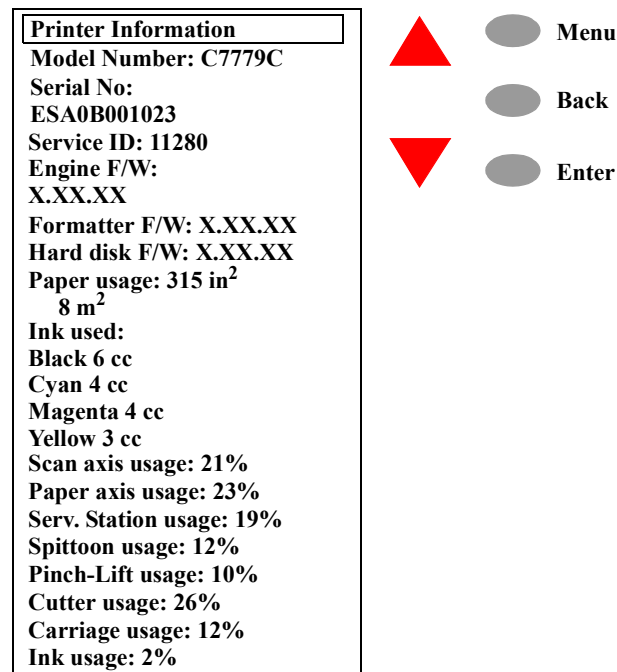 Printer Information
Model Number: C7779C
Serial No:
ESA0B001023
Service ID: 11280
Engine F/W:
X.XX.XX
Formatter F/W: X.XX.XX
Hard disk F/W: X.XX.XX
Paper usage: 315 in²
8 m²
Ink used:
Black 6 cc
Cyan 4 cc
Magenta 4 cc
Yellow 3 cc
Scan axis usage: 21%
Paper axis usage: 23%
Serv. Station usage: 19%
Spittoon usage: 12%
Pinch-Lift usage: 10%
Cutter usage: 26%
Carriage usage: 12%
Ink usage: 2%
Menu
Back
Enter